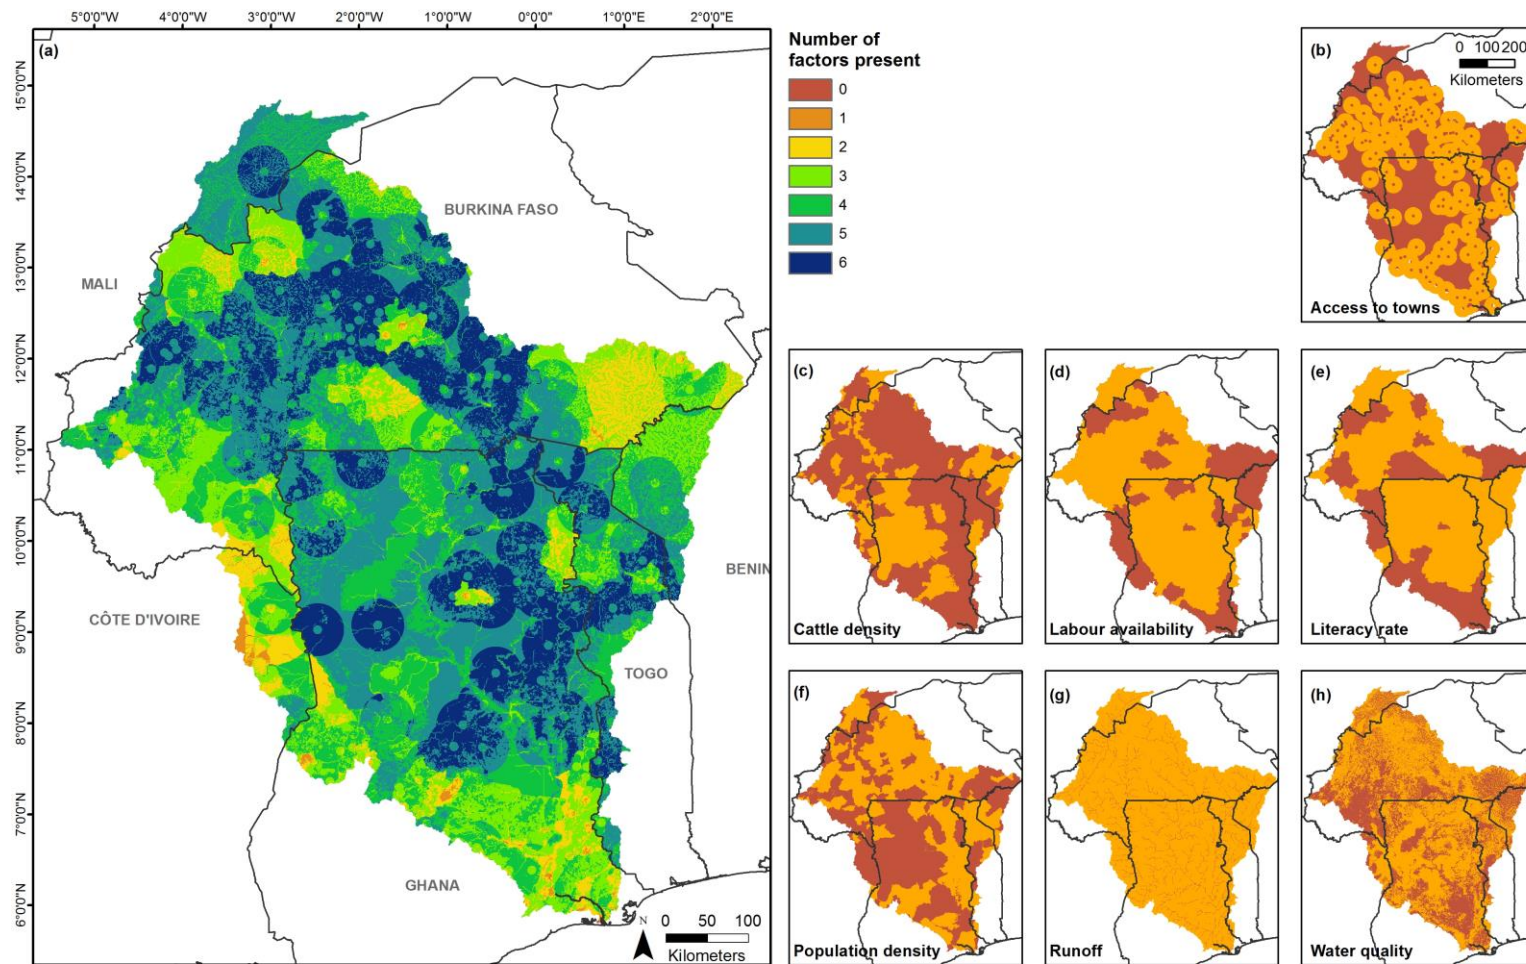 5°0'0"W 4°0'0"W 3°0'0"W 2°0'0"W 1°0'0"W 0°0'0" 1°0'0"E 2°0'0"E
(a)
15°0'0"N
14°0'0"N
13°0'0"N
12°0'0"N
11°0'0"N
10°0'0"N
9°0'0"N
8°0'0"N
7°0'0"N
6°0'0"N
BURKINA FASO
MALI
BENIN
CÔTE D'IVOIRE
TOGO
GHANA
N
0 50 100
Kilometers
Number of
factors present
0
1
2
3
4
5
6
(b)
0 100 200
Kilometers
Access to towns
(c)
Cattle density
(d)
Labour availability
(e)
Literacy rate
(f)
Population density
(g)
Runoff
(h)
Water quality